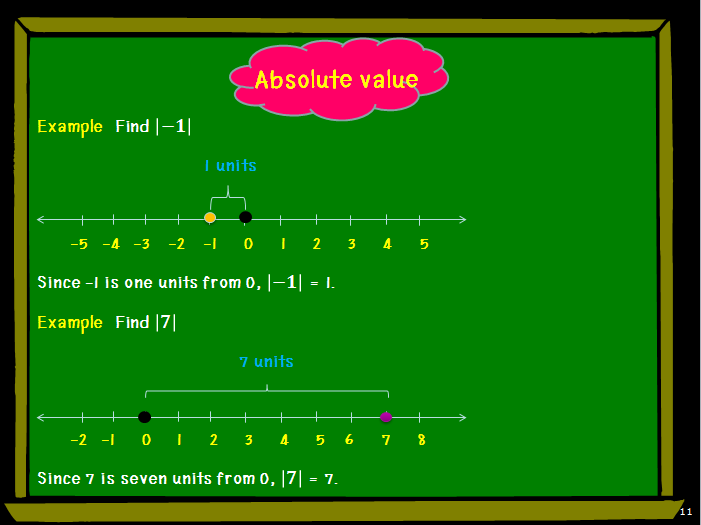 Absolute value
Example Find |−1|
1 units
-5 -4 -3 -2 -1 0 1 2 3 4 5
Since -1 is one units from 0, |−1| = 1.
Example Find |7|
7 units
-2 -1 0 1 2 3 4 5 6 7 8
Since 7 is seven units from 0, |7| = 7.
11